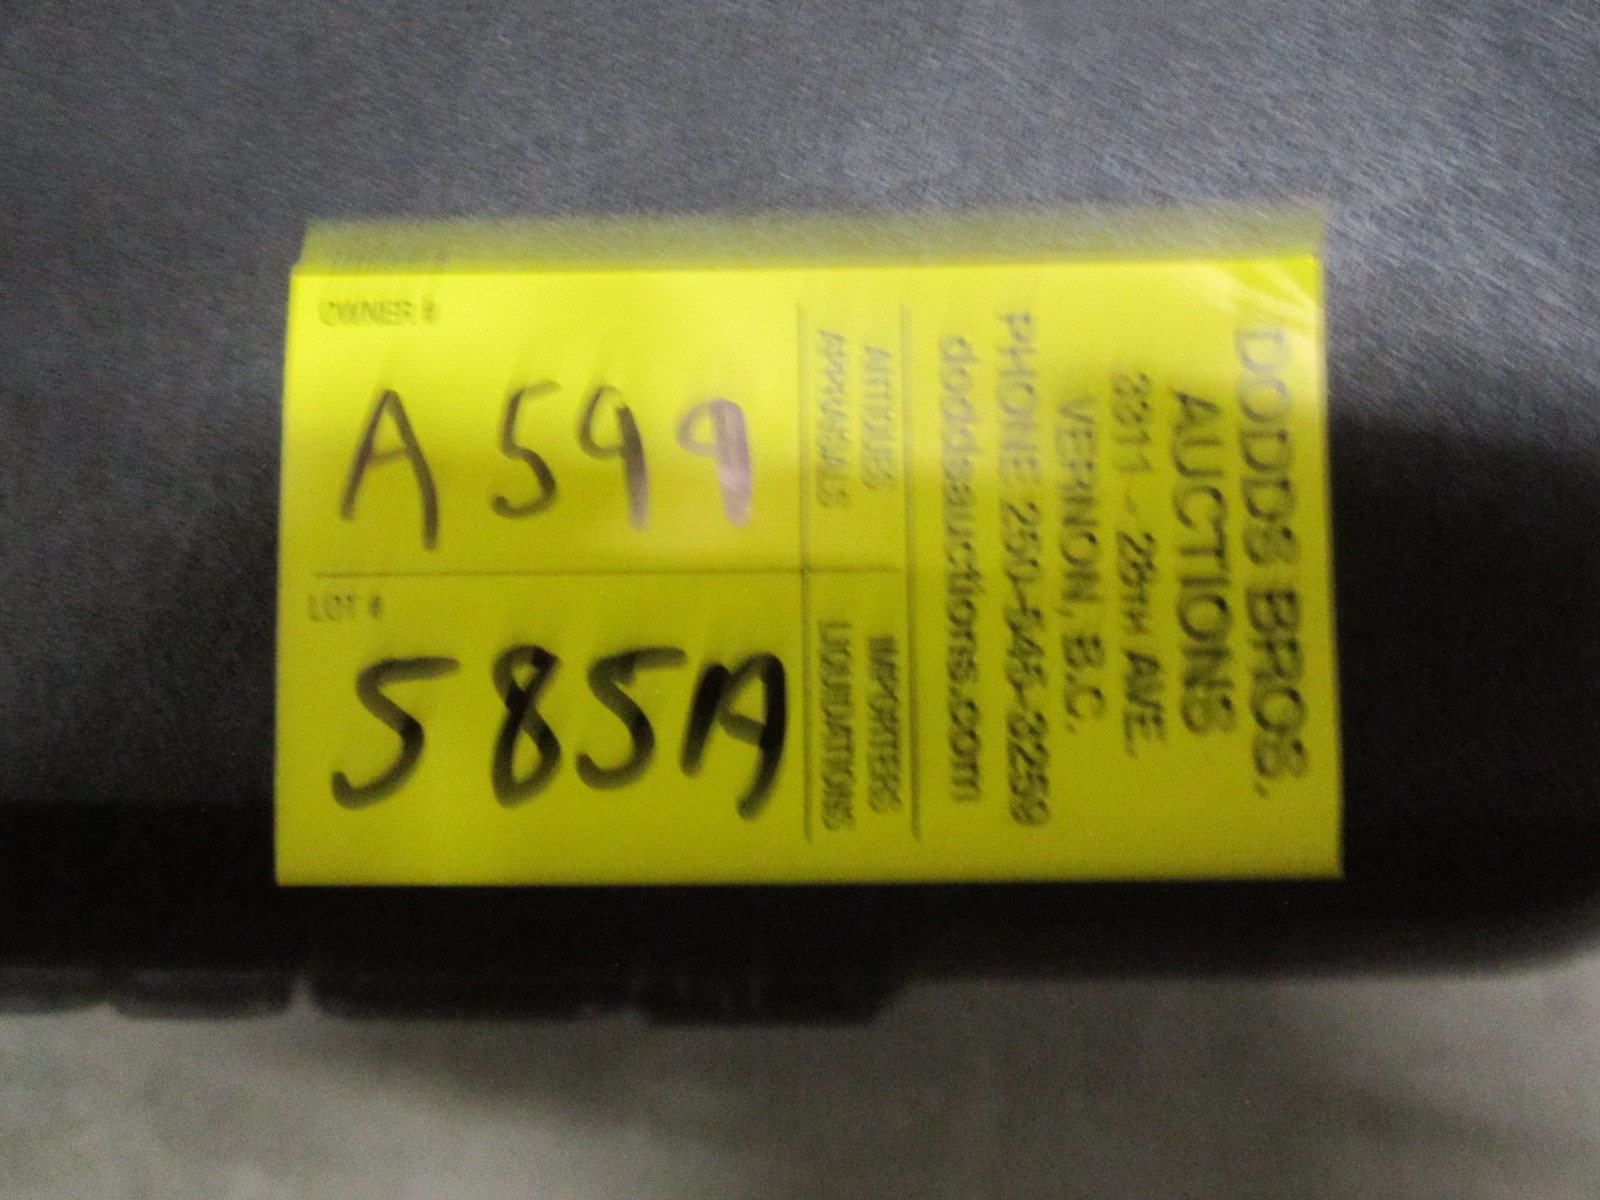 OWNER #
A 599
LOT #
585A
ANTIQUES
APPRAISALS
IMPORTERS
LIQUIDATIONS
DODDS BROS.
AUCTIONS
3311 - 28TH AVE.
VERNON, B.C.
PHONE 250-545-3259
doddsauctions.com